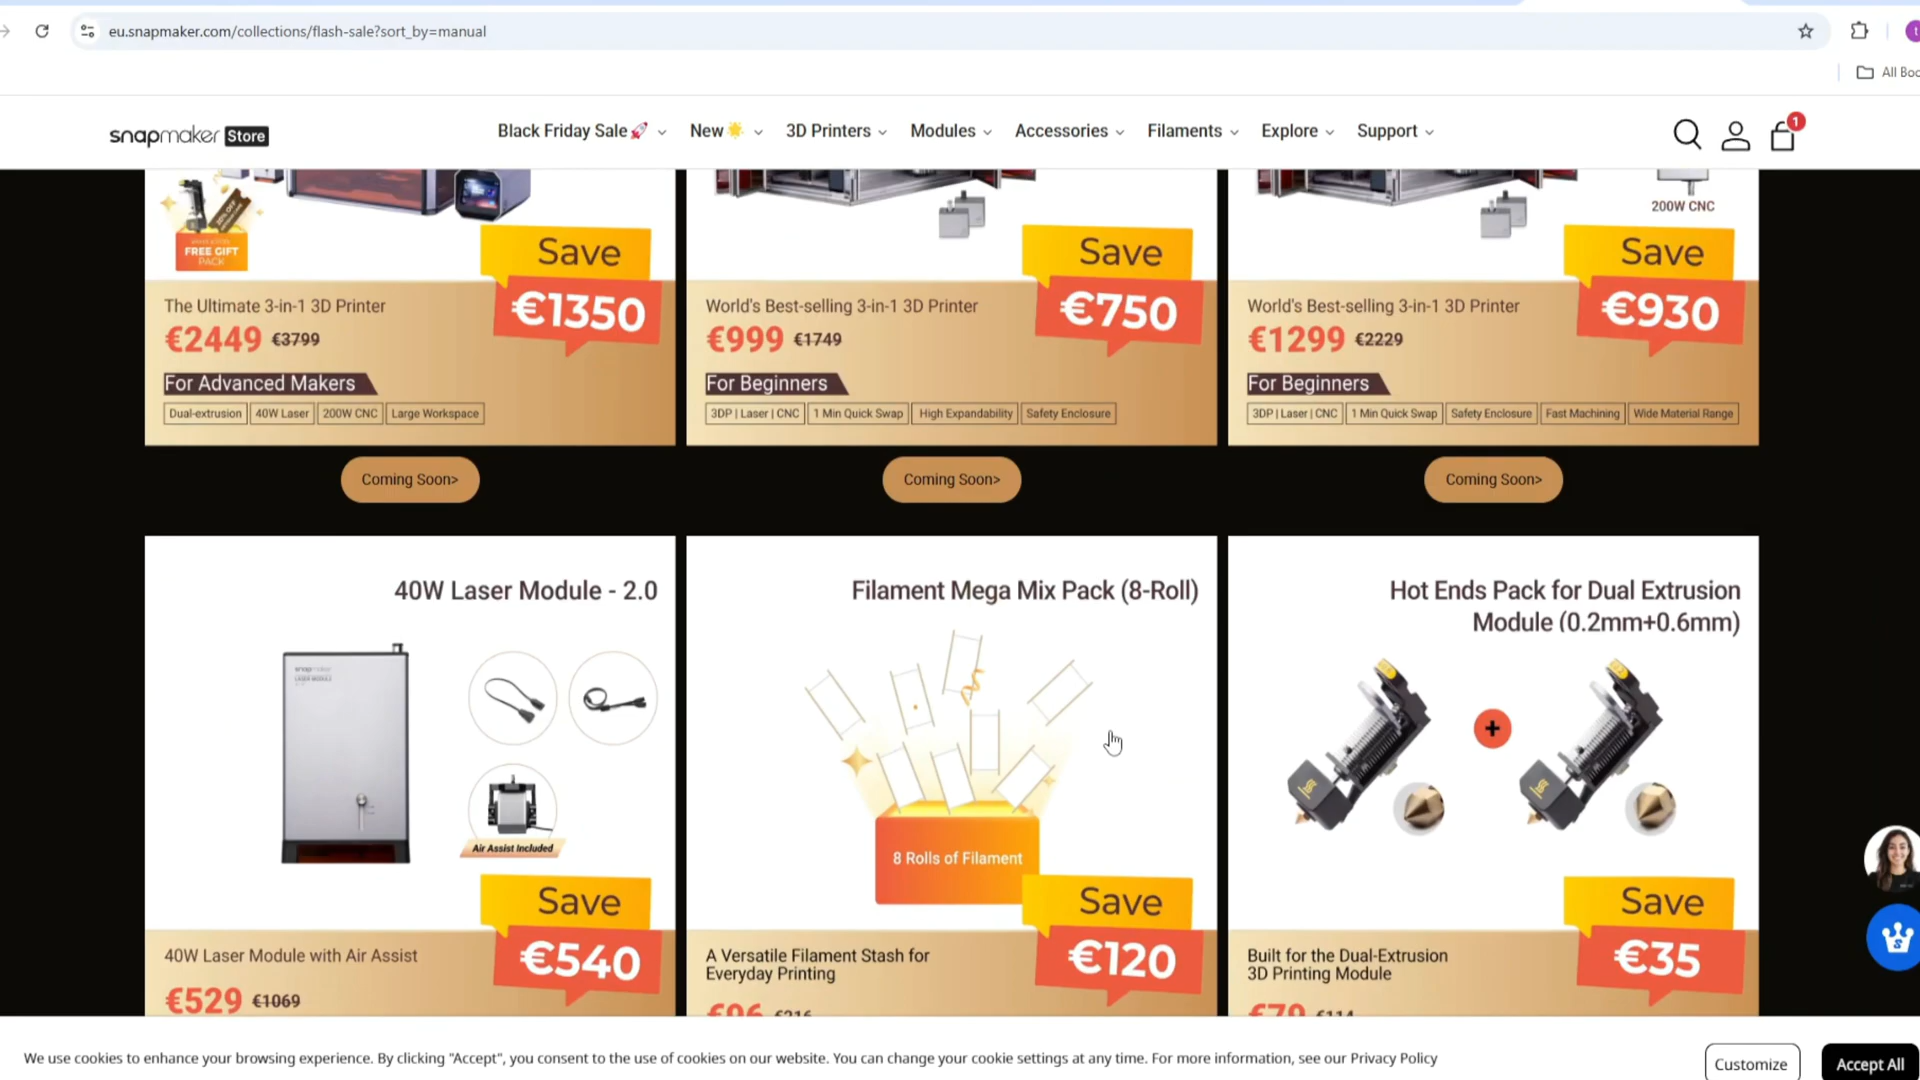 eu.snapmaker.com/collections/flash-sale?sort_by=manual
All Boo
snapmaker Store
Black Friday Sale🚀
New🌟
3D Printers
Modules
Accessories
Filaments
Explore
Support
1
30% OFF
FREE GIFT
PACK
200W CNC
Save
€1350
The Ultimate 3-in-1 3D Printer
€2449 €3799
For Advanced Makers
Dual-extrusion
40W Laser
200W CNC
Large Workspace
Save
€750
World's Best-selling 3-in-1 3D Printer
€999 €1749
For Beginners
3DP | Laser | CNC
1 Min Quick Swap
High Expandability
Safety Enclosure
Save
€930
World's Best-selling 3-in-1 3D Printer
€1299 €2229
For Beginners
3DP | Laser | CNC
1 Min Quick Swap
Safety Enclosure
Fast Machining
Wide Material Range
Coming Soon>
Coming Soon>
Coming Soon>
40W Laser Module - 2.0
snapmaker
LASER MODULE
Air Assist Included
Save
€540
40W Laser Module with Air Assist
€529 €1069
Filament Mega Mix Pack (8-Roll)
8 Rolls of Filament
Save
€120
A Versatile Filament Stash for
Everyday Printing
€96 €216
Hot Ends Pack for Dual Extrusion
Module (0.2mm+0.6mm)
Save
€35
Built for the Dual-Extrusion
3D Printing Module
€79 €114
We use cookies to enhance your browsing experience. By clicking "Accept", you consent to the use of cookies on our website. You can change your cookie settings at any time. For more information, see our Privacy Policy
Customize
Accept All